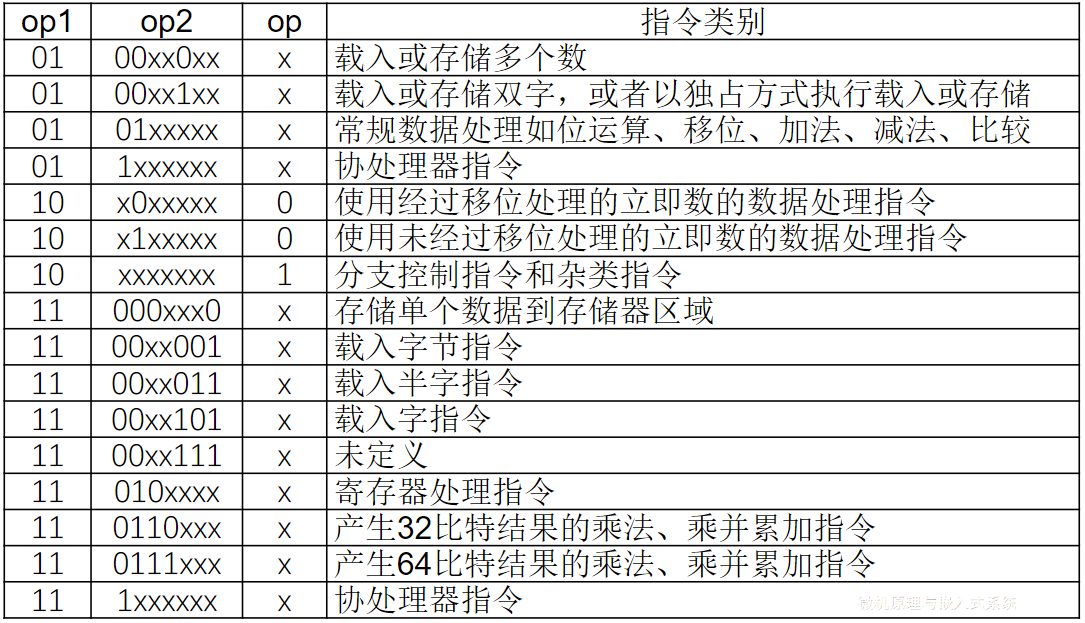 op1 op2 op 指令类别
01 00xx0xx x 载入或存储多个数
01 00xx1xx x 载入或存储双字，或者以独占方式执行载入或存储
01 01xxxxx x 常规数据处理如位运算、移位、加法、减法、比较
01 1xxxxxx x 协处理器指令
10 x0xxxxx 0 使用经过移位处理的立即数的数据处理指令
10 x1xxxxx 0 使用未经过移位处理的立即数的数据处理指令
10 xxxxxxx 1 分支控制指令和杂类指令
11 000xxx0 x 存储单个数据到存储器区域
11 00xx001 x 载入字节指令
11 00xx011 x 载入半字指令
11 00xx101 x 载入字指令
11 00xx111 x 未定义
11 010xxxx x 寄存器处理指令
11 0110xxx x 产生32比特结果的乘法、乘并累加指令
11 0111xxx x 产生64比特结果的乘法、乘并累加指令
11 1xxxxxx x 协处理器指令
微机原理与嵌入式系统